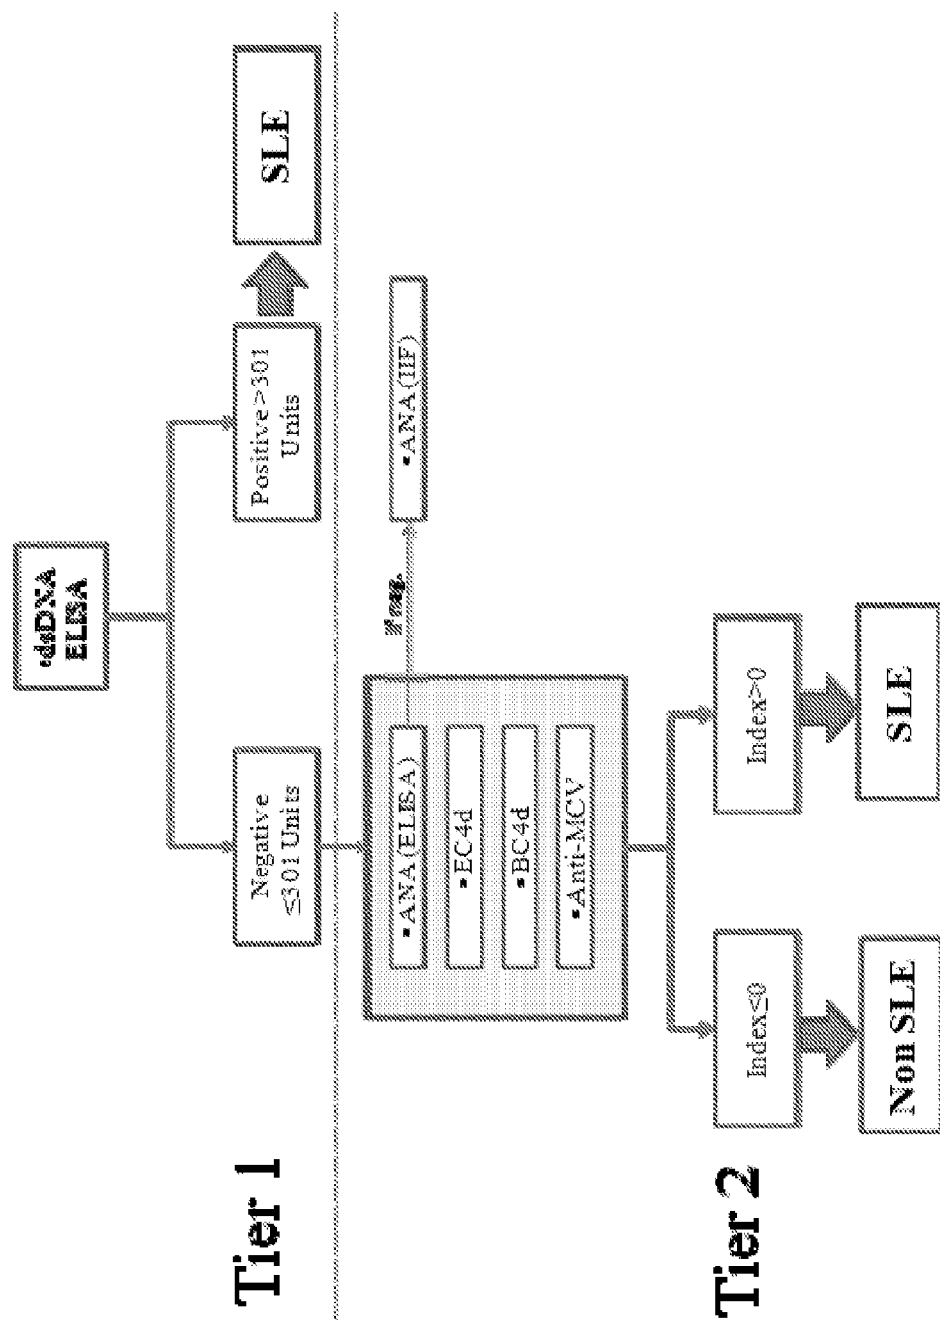 Tier 1
•dsDNA
ELISA
Negative
≤301 Units
Positive >301
Units
SLE
Tier 2
•ANA(ELISA)
•EC4d
•BC4d
•Anti-MCV
•ANA(IIF)
Index≤0
Index>0
Non SLE
SLE